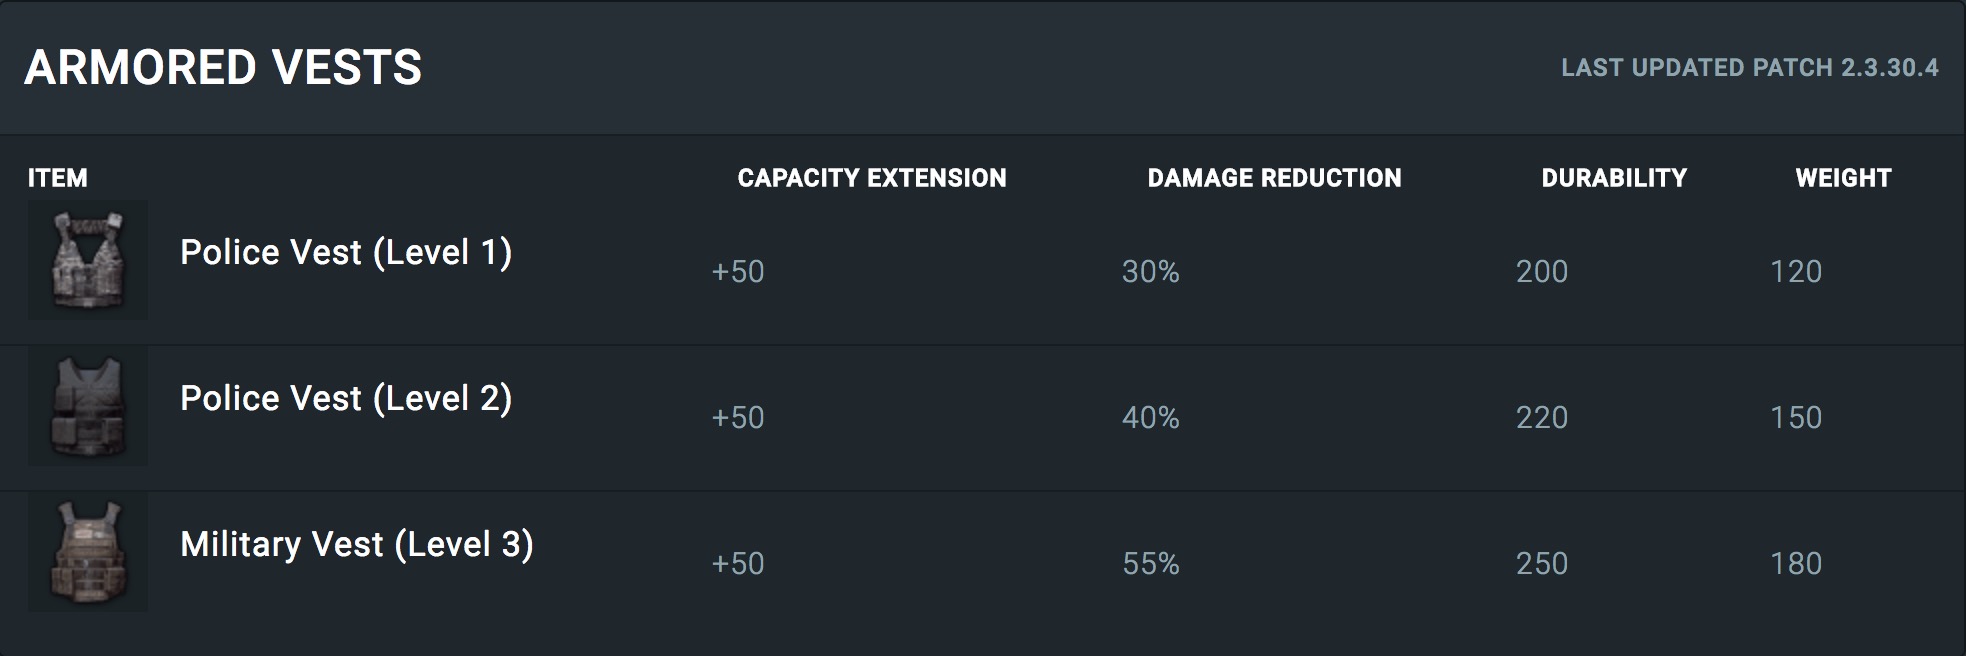 ARMORED VESTS
LAST UPDATED PATCH 2.3.30.4
ITEM CAPACITY EXTENSION DAMAGE REDUCTION DURABILITY WEIGHT
Police Vest (Level 1) +50 30% 200 120
Police Vest (Level 2) +50 40% 220 150
Military Vest (Level 3) +50 55% 250 180